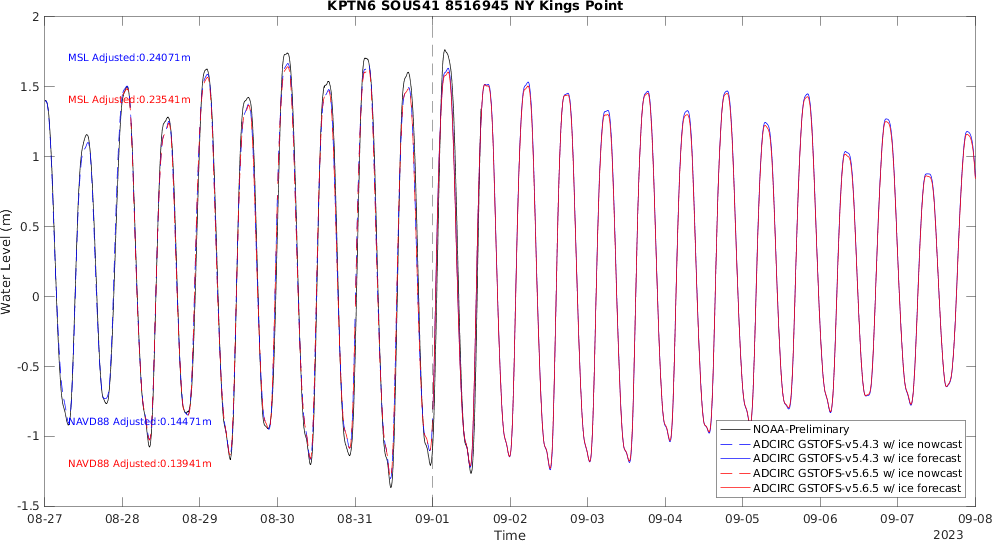 KPTN6 SOUS41 8516945 NY Kings Point
2
1.5
1
0.5
0
-0.5
-1
-1.5
Water Level (m)
MSL Adjusted:0.24071m
MSL Adjusted:0.23541m
NAVD88 Adjusted:0.14471m
NAVD88 Adjusted:0.13941m
NOAA-Preliminary
ADCIRC GSTOFS-v5.4.3 w/ ice nowcast
ADCIRC GSTOFS-v5.4.3 w/ ice forecast
ADCIRC GSTOFS-v5.6.5 w/ ice nowcast
ADCIRC GSTOFS-v5.6.5 w/ ice forecast
08-27 08-28 08-29 08-30 08-31 09-01 09-02 09-03 09-04 09-05 09-06 09-07 09-08
Time
2023